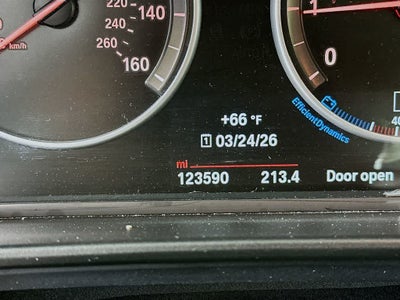 220
140
240
260
160
km/h
1
0
EfficientDynamics
40
+66 °F
1 03/24/26
mi
123590 213.4 Door open